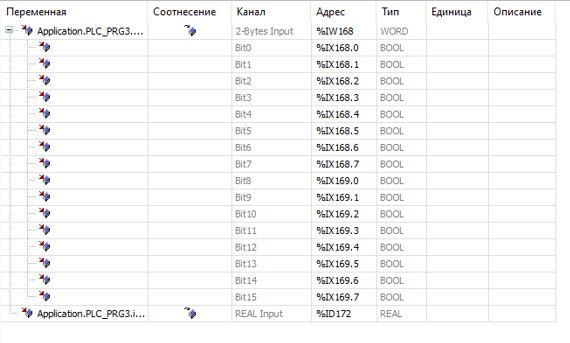 Переменная Соотнесение Канал Адрес Тип Единица Описание
Application.PLC_PRG3.... 2-Bytes Input %IW168 WORD
Bit0 %IX168.0 BOOL
Bit1 %IX168.1 BOOL
Bit2 %IX168.2 BOOL
Bit3 %IX168.3 BOOL
Bit4 %IX168.4 BOOL
Bit5 %IX168.5 BOOL
Bit6 %IX168.6 BOOL
Bit7 %IX168.7 BOOL
Bit8 %IX169.0 BOOL
Bit9 %IX169.1 BOOL
Bit10 %IX169.2 BOOL
Bit11 %IX169.3 BOOL
Bit12 %IX169.4 BOOL
Bit13 %IX169.5 BOOL
Bit14 %IX169.6 BOOL
Bit15 %IX169.7 BOOL
Application.PLC_PRG3.i... REAL Input %ID172 REAL